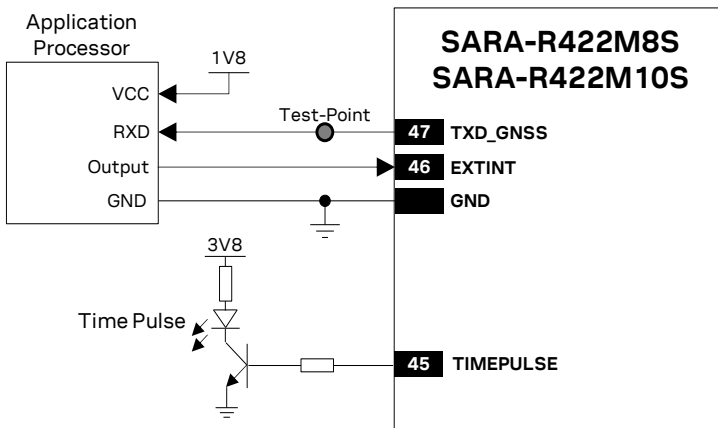 Application
Processor
1V8
VCC
RXD
Output
GND
Test-Point
SARA-R422M8S
SARA-R422M10S
47 TXD_GNSS
46 EXTINT
GND
3V8
Time Pulse
45 TIMEPULSE